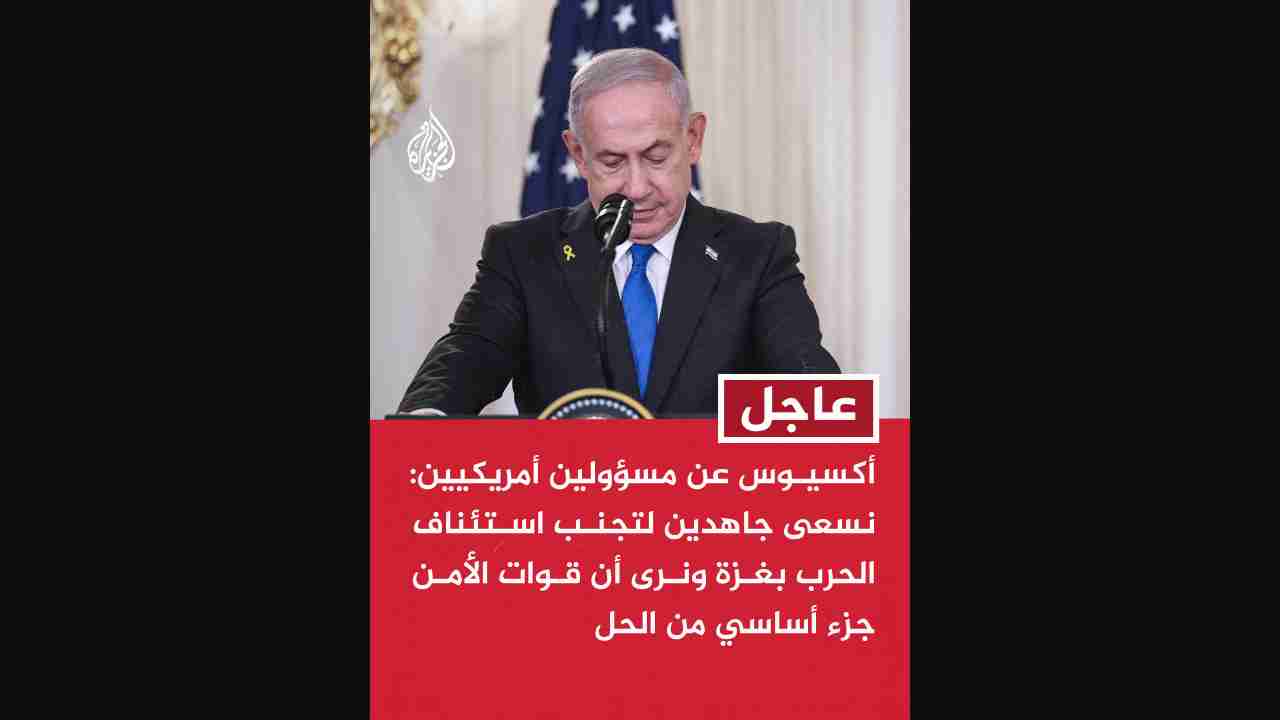 الجزيرة
عاجل
أكسيوس عن مسؤولين أمريكيين:
نسعى جاهدين لتجنب استئناف
الحرب بغزة ونرى أن قوات الأمن
جزء أساسي من الحل